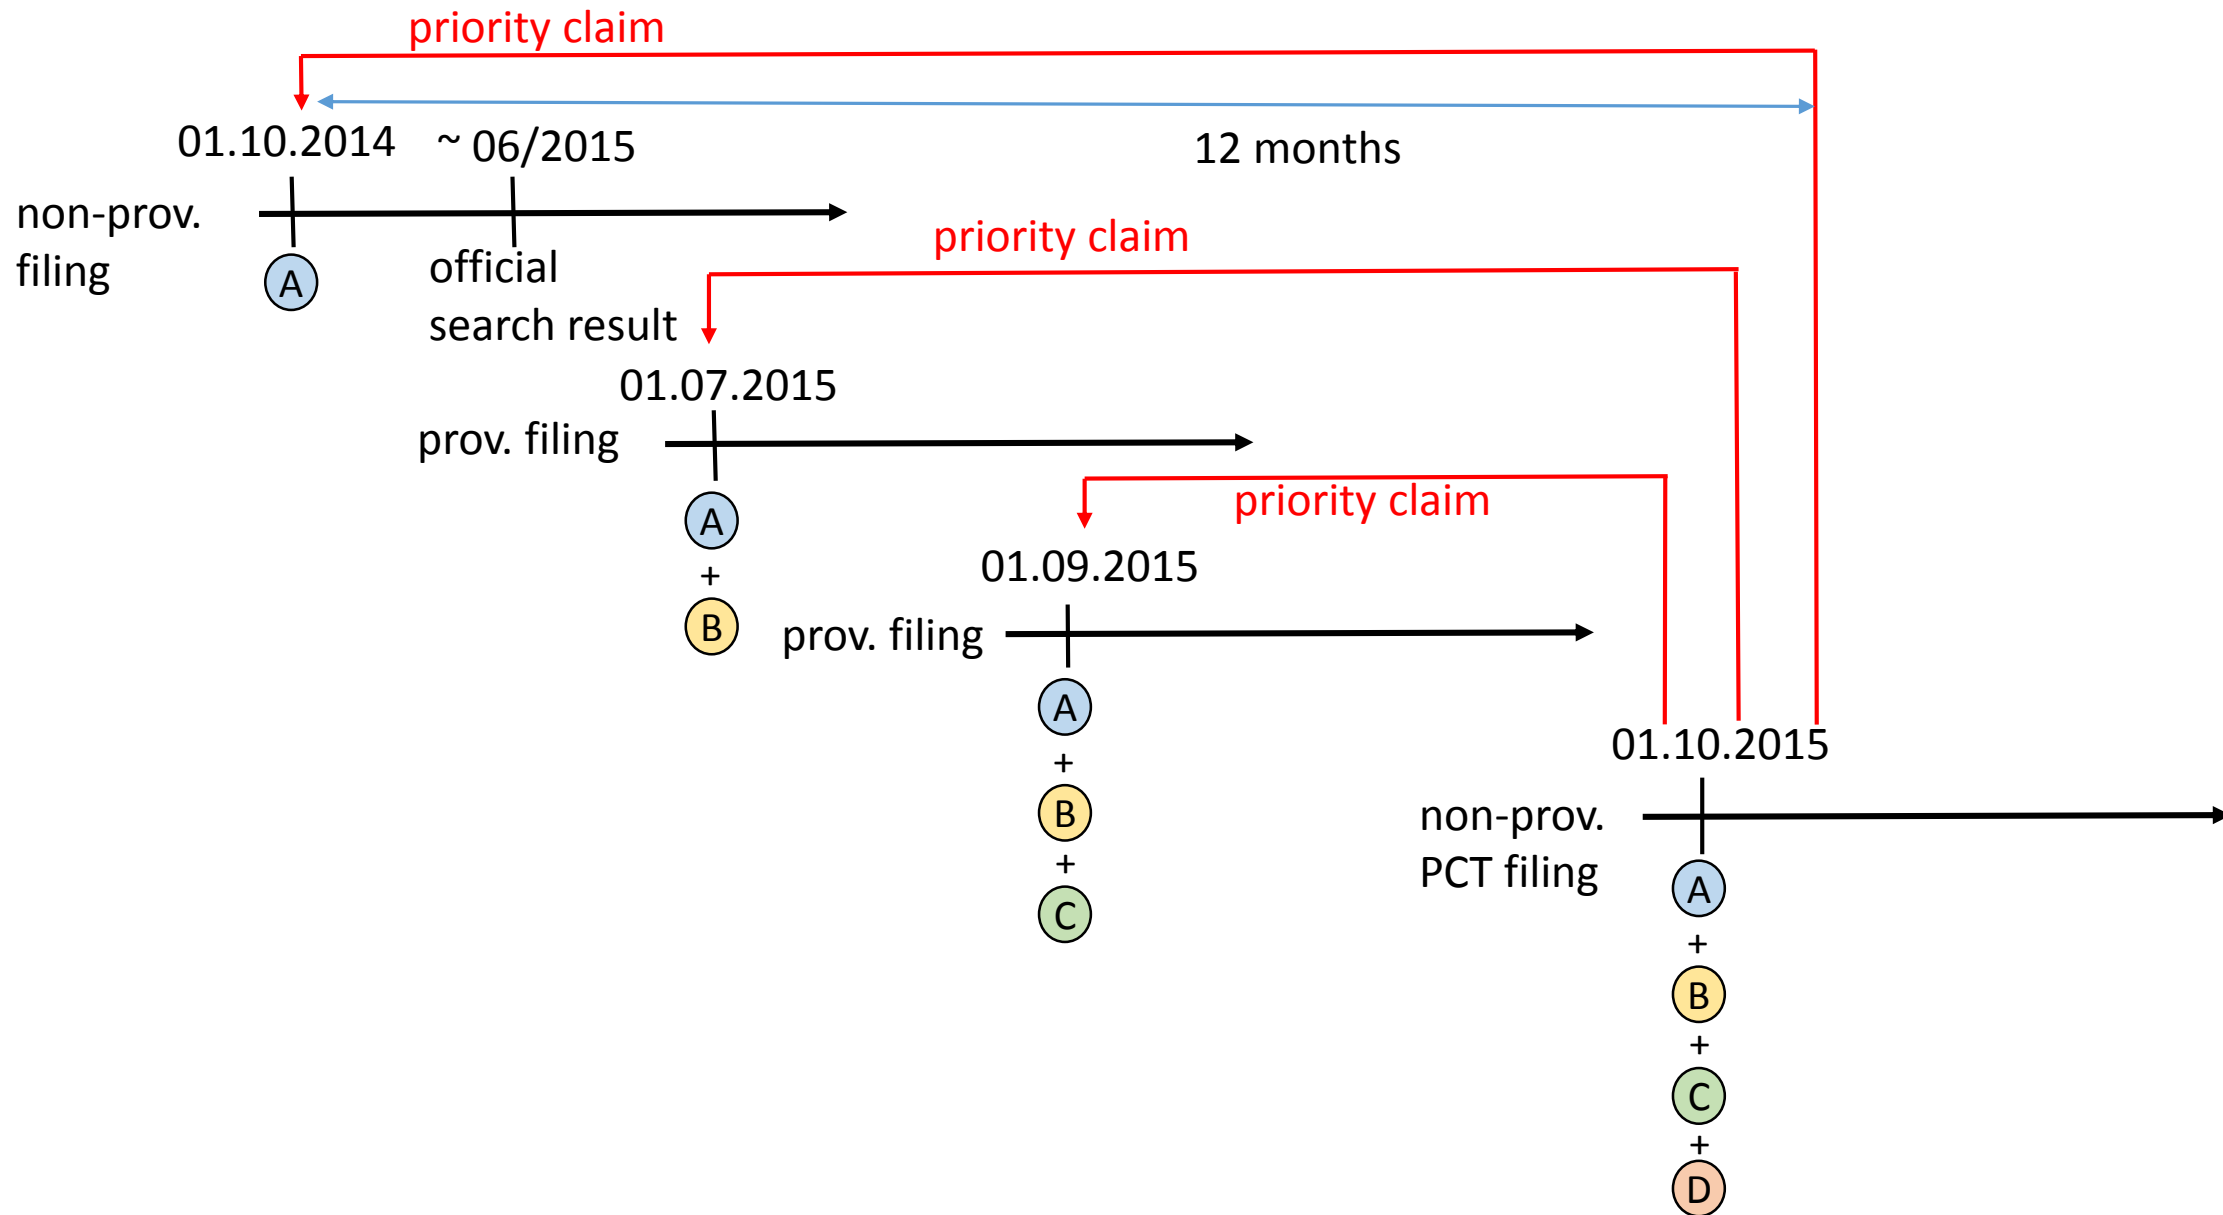 priority claim
01.10.2014
~ 06/2015
12 months
non-prov.
filing
A
official
search result
priority claim
01.07.2015
prov. filing
A
+
B
priority claim
01.09.2015
prov. filing
A
+
B
+
C
01.10.2015
non-prov.
PCT filing
A
+
B
+
C
+
D